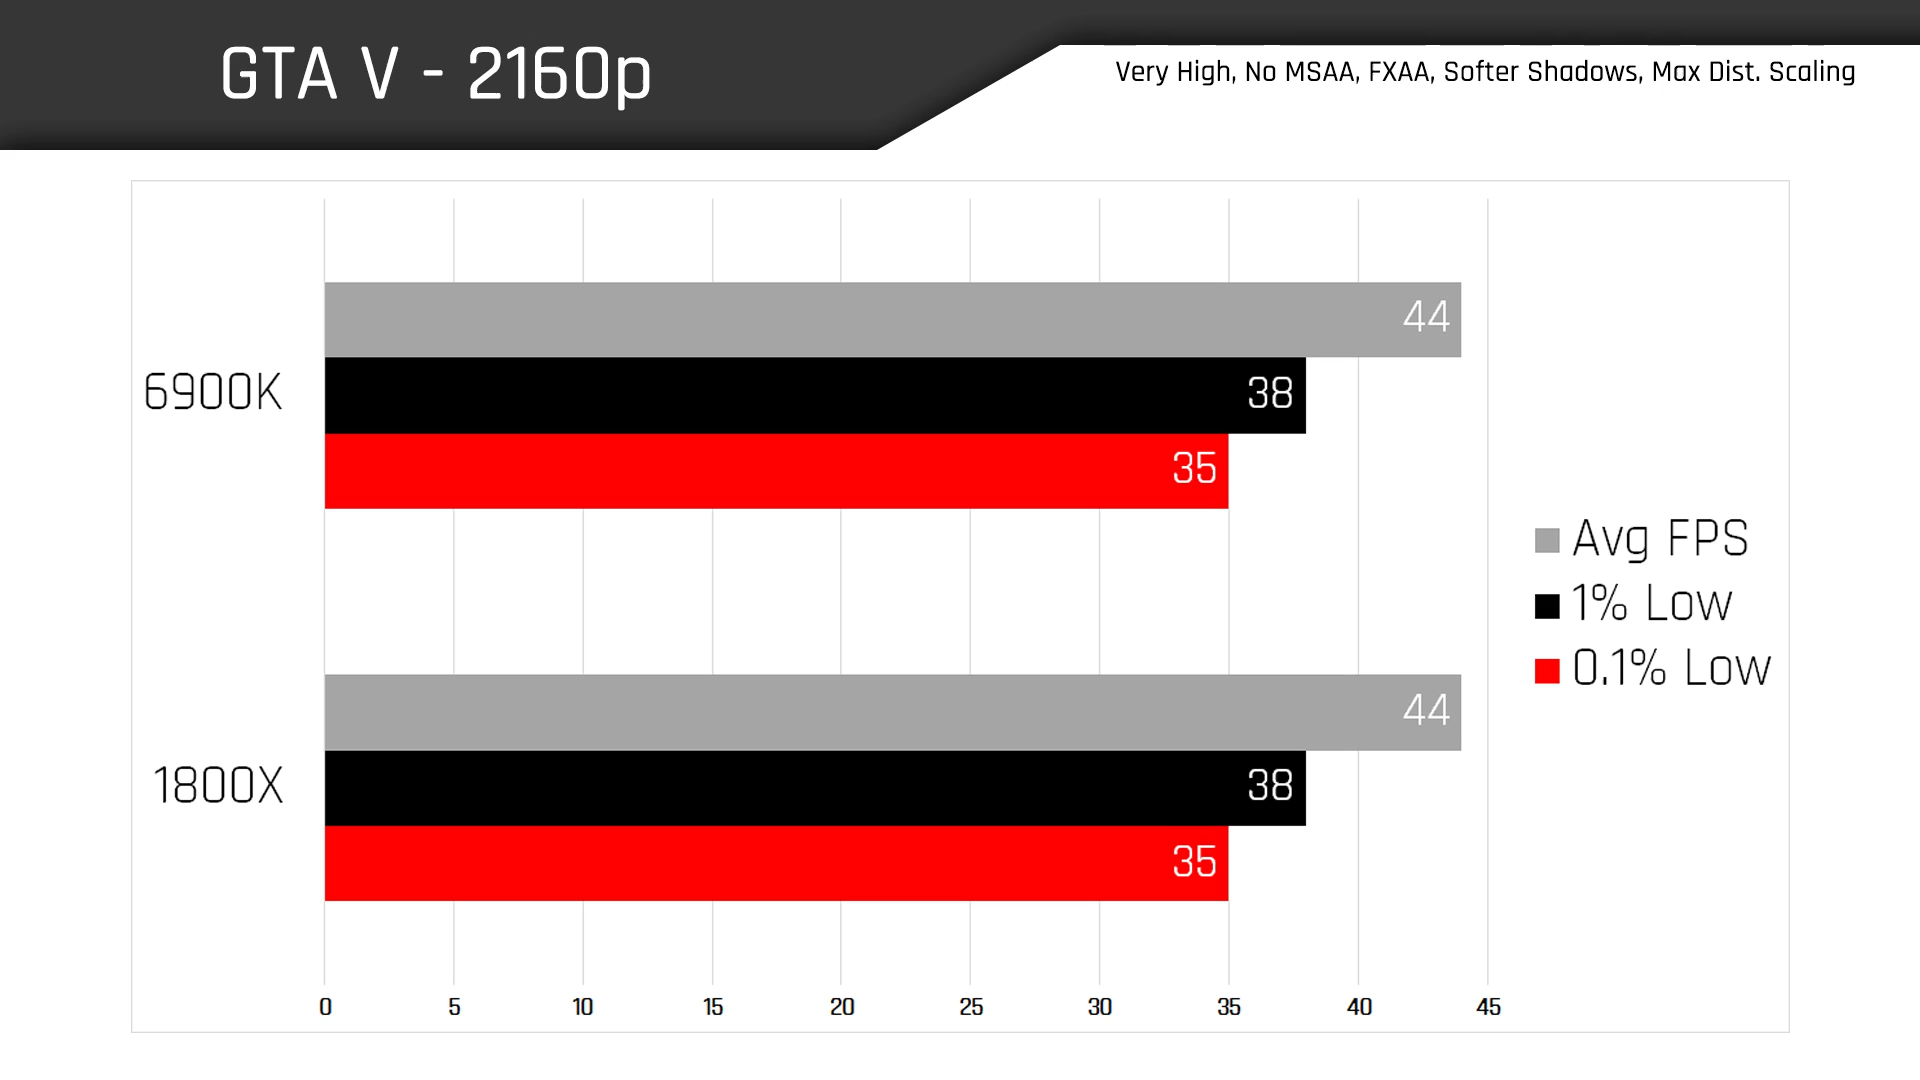 GTA V - 2160p
Very High, No MSAA, FXAA, Softer Shadows, Max Dist. Scaling
44
6900K
38
35
Avg FPS
1% Low
0.1% Low
44
1800X
38
35
0 5 10 15 20 25 30 35 40 45